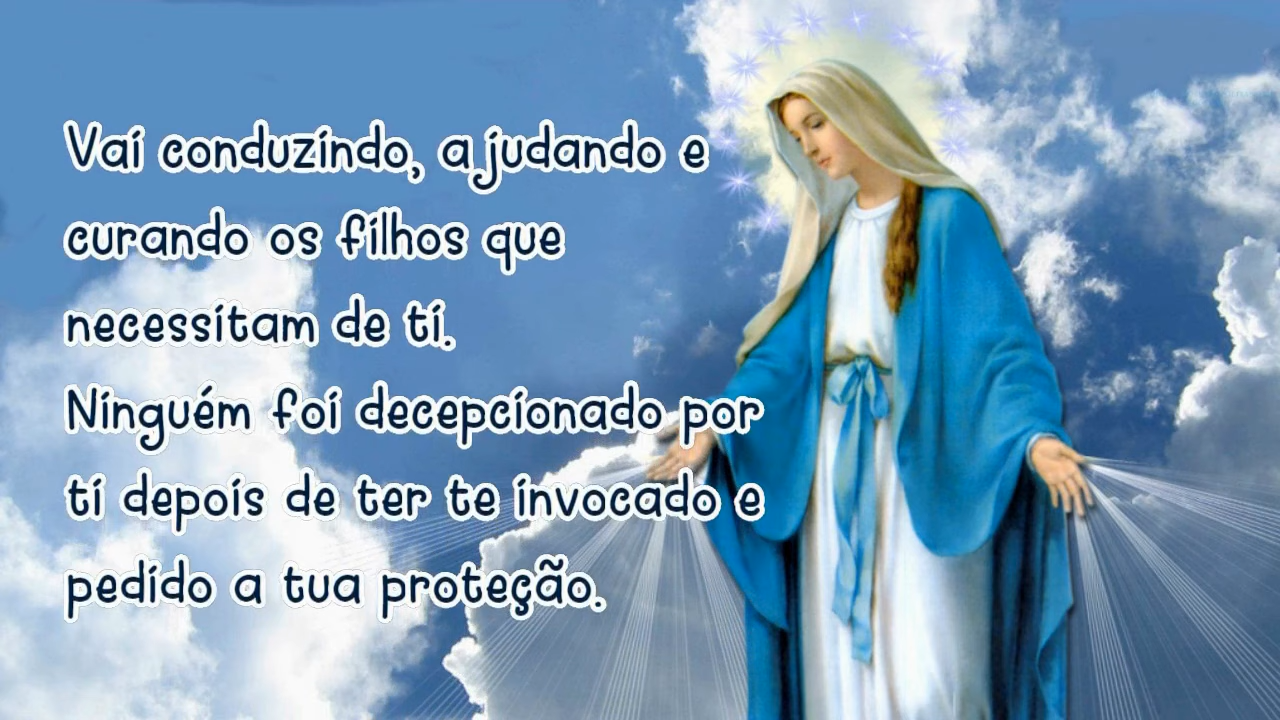 Vai conduzindo, ajudando e
curando os filhos que
necessitam de ti.
Ninguém foi decepcionado por
ti depois de ter te invocado e
pedido a tua proteção.